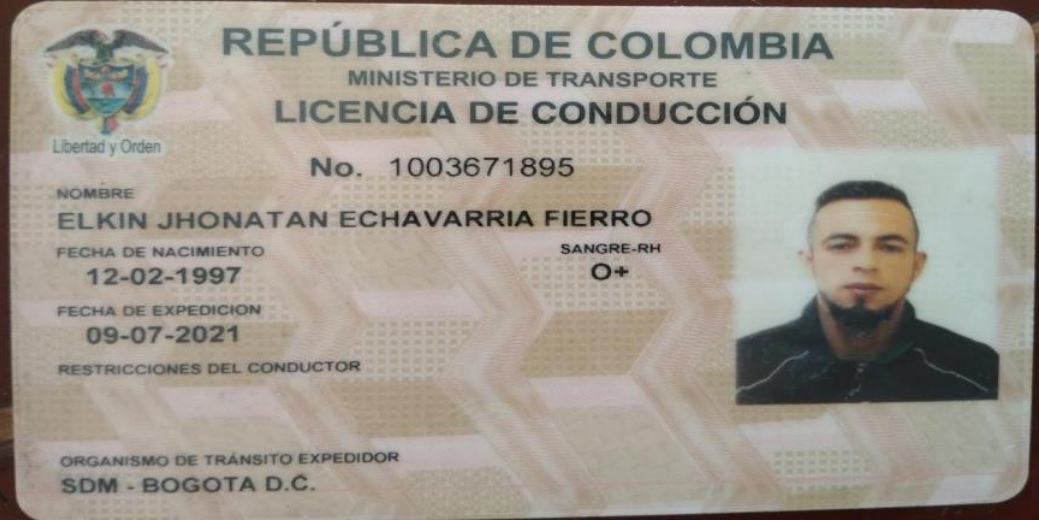 REPÚBLICA DE COLOMBIA
MINISTERIO DE TRANSPORTE
LICENCIA DE CONDUCCIÓN
Libertad y Orden
No. 1003671895
NOMBRE
ELKIN JHONATAN ECHAVARRIA FIERRO
FECHA DE NACIMIENTO
12-02-1997
SANGRE-RH
O+
FECHA DE EXPEDICION
09-07-2021
RESTRICCIONES DEL CONDUCTOR
ORGANISMO DE TRÁNSITO EXPEDIDOR
SDM - BOGOTA D.C.